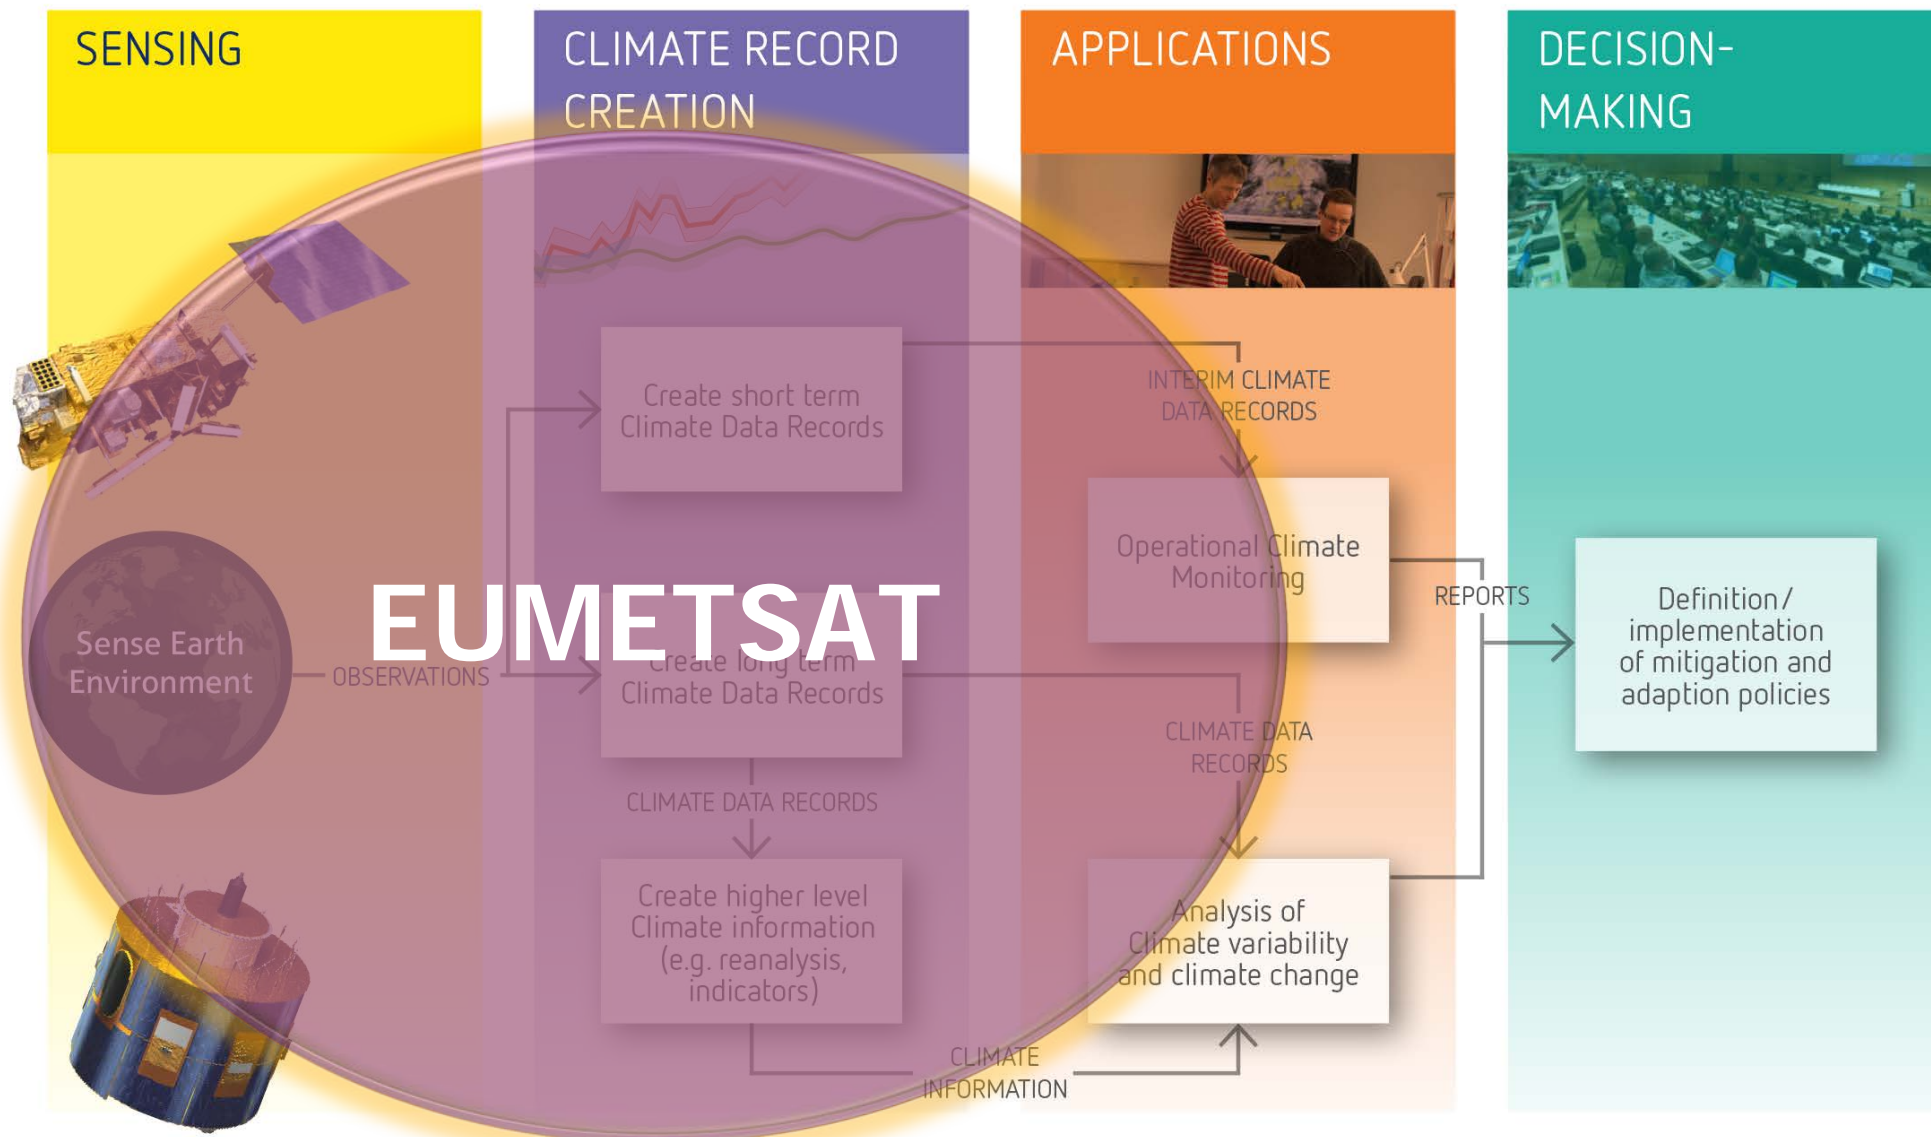 SENSING
CLIMATE RECORD
CREATION
APPLICATIONS
DECISION-
MAKING
Create short term
Climate Data Records
INTERIM CLIMATE
DATA RECORDS
Operational Climate
Monitoring
REPORTS
Definition/
implementation
of mitigation and
adaption policies
EUMETSAT
Sense Earth
Environment
OBSERVATIONS
Create long term
Climate Data Records
CLIMATE DATA
RECORDS
CLIMATE DATA RECORDS
Create higher level
Climate information
(e.g. reanalysis,
indicators)
Analysis of
Climate variability
and climate change
CLIMATE
INFORMATION